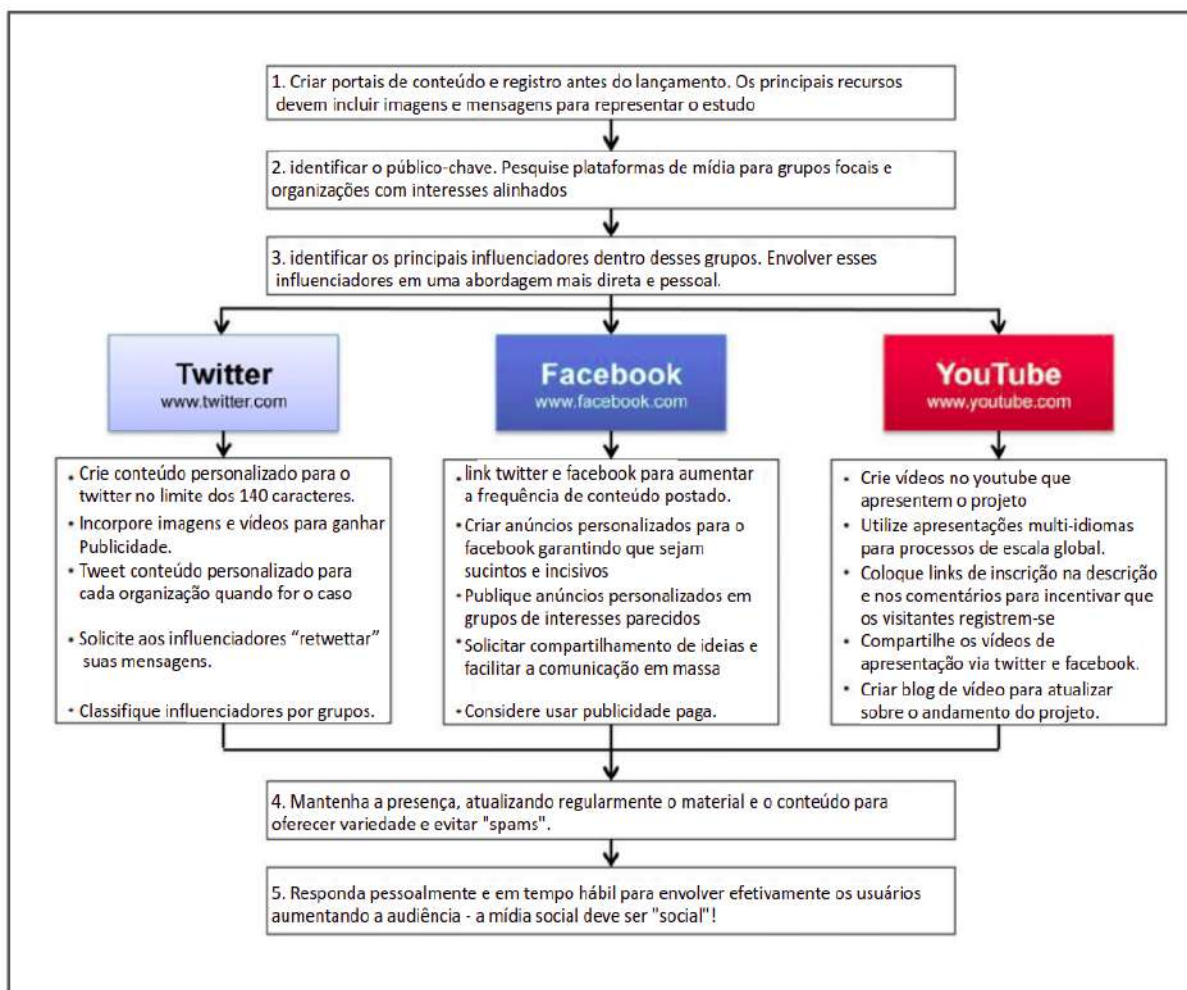 1. Criar portais de conteúdo e registro antes do lançamento. Os principais recursos
devem incluir imagens e mensagens para representar o estudo
2. identificar o público-chave. Pesquise plataformas de mídia para grupos focais e
organizações com interesses alinhados
3. identificar os principais influenciadores dentro desses grupos. Envolver esses
influenciadores em uma abordagem mais direta e pessoal.
Twitter
www.twitter.com
• Crie conteúdo personalizado para o
twitter no limite dos 140 caracteres.
• Incorpore imagens e vídeos para ganhar
Publicidade.
• Tweet conteúdo personalizado para
cada organização quando for o caso
• Solicite aos influenciadores “retwettar”
suas mensagens.
• Classifique influenciadores por grupos.
Facebook
www.facebook.com
• link twitter e facebook para aumentar
a frequência de conteúdo postado.
• Criar anúncios personalizados para o
facebook garantindo que sejam
sucintos e incisivos
• Publique anúncios personalizados em
grupos de interesses parecidos
• Solicitar compartilhamento de ideias e
facilitar a comunicação em massa
• Considere usar publicidade paga.
YouTube
www.youtube.com
• Crie vídeos no youtube que
apresentem o projeto
• Utilize apresentações multi-idiomas
para processos de escala global.
• Coloque links de inscrição na descrição
e nos comentários para incentivar que
os visitantes registrem-se
• Compartilhe os vídeos de
apresentação via twitter e facebook.
• Criar blog de vídeo para atualizar
sobre o andamento do projeto.
4. Mantenha a presença, atualizando regularmente o material e o conteúdo para
oferecer variedade e evitar "spams".
5. Responda pessoalmente e em tempo hábil para envolver efetivamente os usuários
aumentando a audiência - a mídia social deve ser "social"!